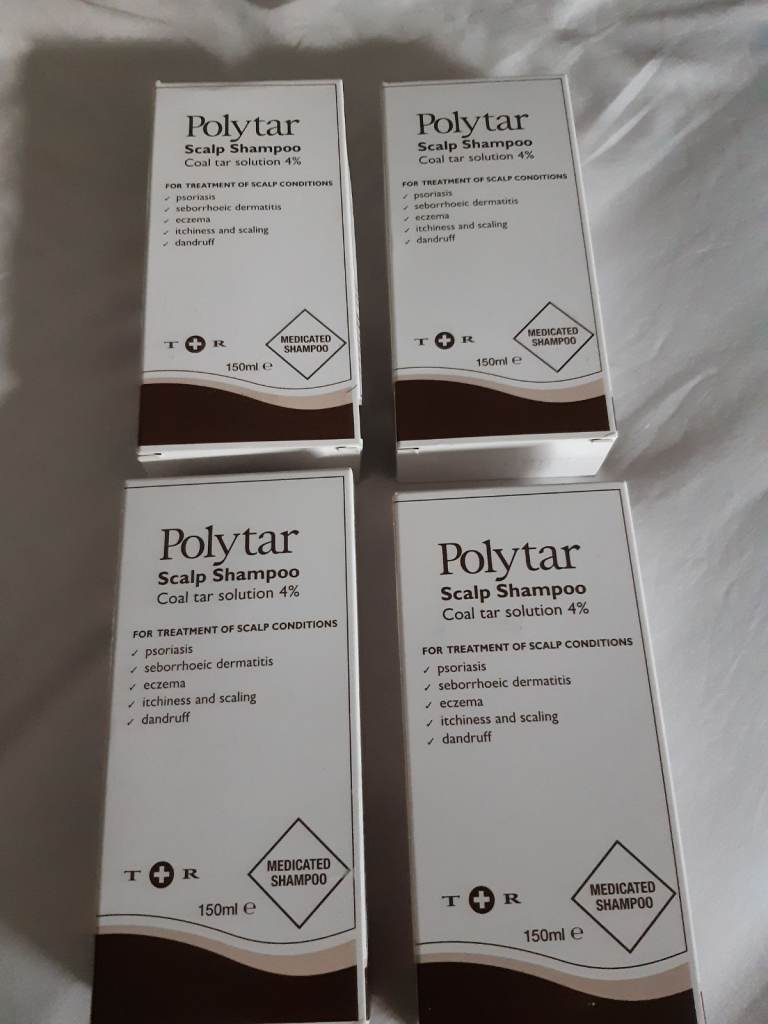 Polytar
Scalp Shampoo
Coal tar solution 4%
FOR TREATMENT OF SCALP CONDITIONS
✓ psoriasis
✓ seborrhoeic dermatitis
✓ eczema
✓ itchiness and scaling
✓ dandruff
T R
MEDICATED
SHAMPOO
150ml ℮
Polytar
Scalp Shampoo
Coal tar solution 4%
FOR TREATMENT OF SCALP CONDITIONS
✓ psoriasis
✓ seborrhoeic dermatitis
✓ eczema
✓ itchiness and scaling
✓ dandruff
T R
MEDICATED
SHAMPOO
150ml ℮
Polytar
Scalp Shampoo
Coal tar solution 4%
FOR TREATMENT OF SCALP CONDITIONS
✓ psoriasis
✓ seborrhoeic dermatitis
✓ eczema
✓ itchiness and scaling
✓ dandruff
T R
MEDICATED
SHAMPOO
150ml ℮
Polytar
Scalp Shampoo
Coal tar solution 4%
FOR TREATMENT OF SCALP CONDITIONS
✓ psoriasis
✓ seborrhoeic dermatitis
✓ eczema
✓ itchiness and scaling
✓ dandruff
T R
MEDICATED
SHAMPOO
150ml ℮